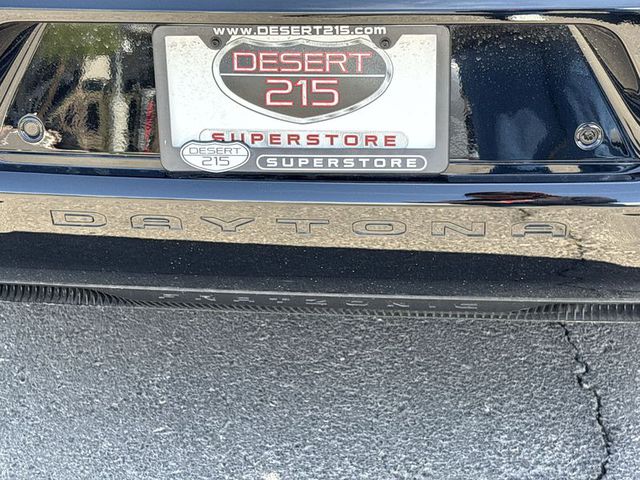 www.DESERT215.com
DESERT
215
SUPERSTORE
DESERT
215
SUPERSTORE
DAYTONA